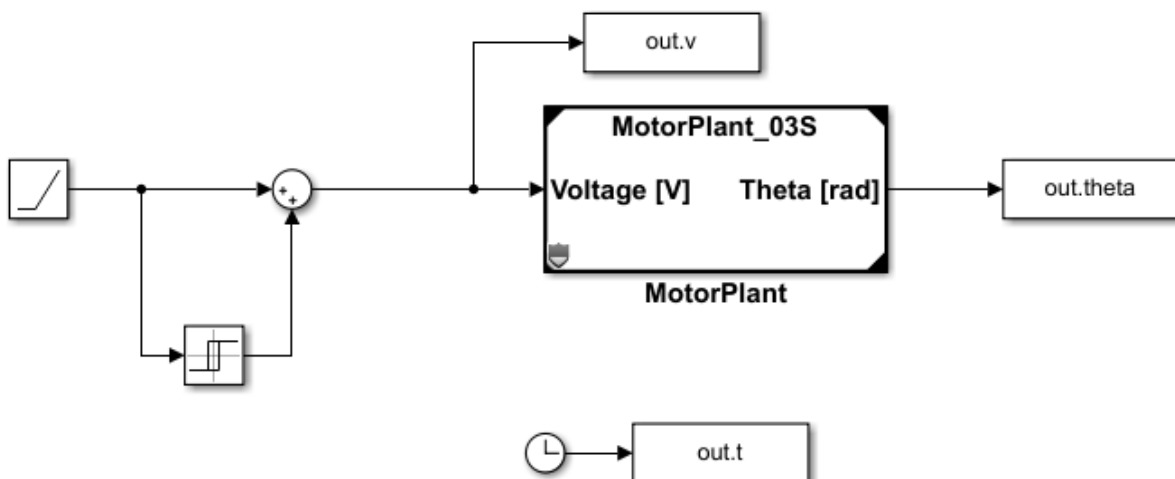 out.v
MotorPlant_03S
Voltage [V]
Theta [rad]
out.theta
MotorPlant
out.t